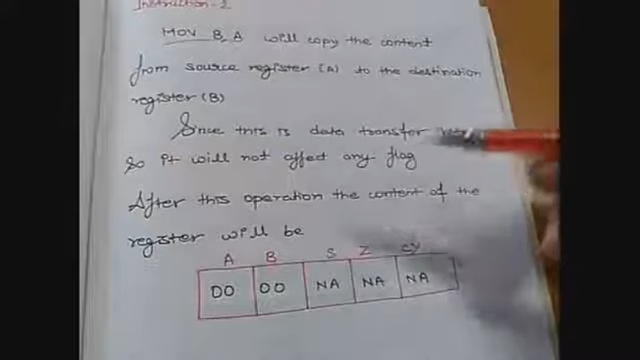 Instruction-2
MOV B, A will copy the content
from source register (A) to the destination
register (B)
Since this is data transfer
So it will not affect any flag
After this operation the content of the
register will be
A B S Z CY
00 00 NA NA NA